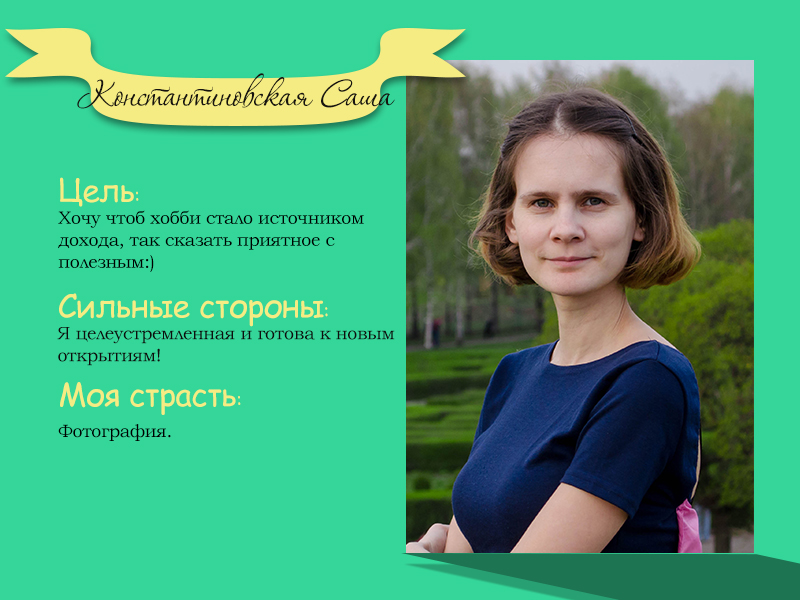 Константиновская Саша
Цель:
Хочу чтоб хобби стало источником
дохода, так сказать приятное с
полезным:)
Сильные стороны:
Я целеустремленная и готова к новым
открытиям!
Моя страсть:
Фотография.